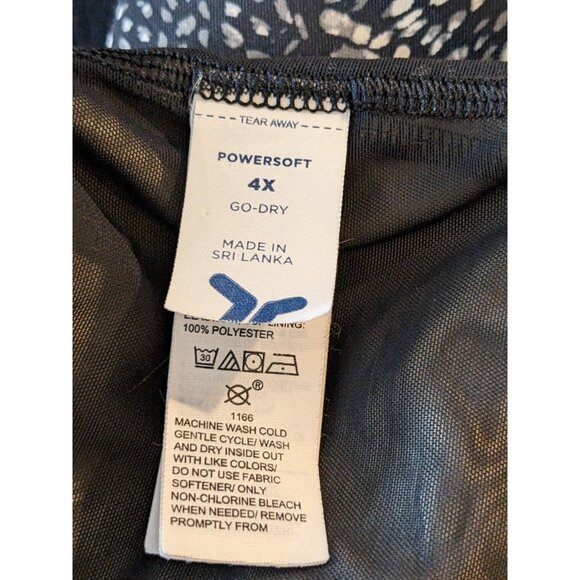 TEAR AWAY
POWERSOFT
4X
GO-DRY
MADE IN
SRI LANKA
LINING:
100% POLYESTER
30
®
1166
MACHINE WASH COLD
GENTLE CYCLE/ WASH
AND DRY INSIDE OUT
WITH LIKE COLORS/
DO NOT USE FABRIC
SOFTENER/ ONLY
NON-CHLORINE BLEACH
WHEN NEEDED/ REMOVE
PROMPTLY FROM